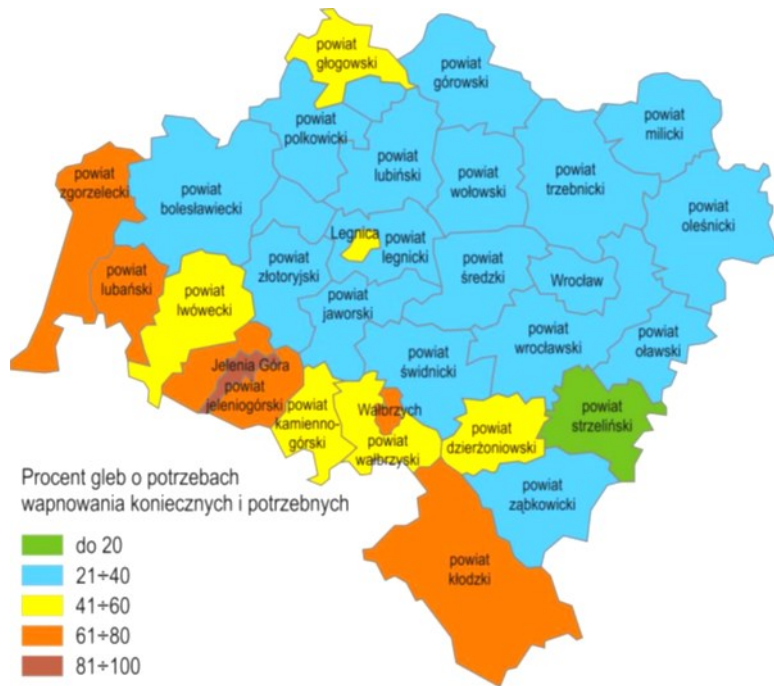 powiat
głogowski
powiat
górowski
powiat
milicki
powiat
polkowicki
powiat
lubiński
powiat
wołowski
powiat
trzebnicki
powiat
zgorzelecki
powiat
bolesławiecki
powiat
oleśnicki
Legnica
powiat
legnicki
powiat
złotoryjski
powiat
średzki
Wrocław
powiat
lubański
powiat
lwówecki
powiat
jaworski
powiat
wrocławski
powiat
oławski
powiat
świdnicki
Jelenia Góra
powiat
jeleniogórski
powiat
kamienno-
górski
Wałbrzych
powiat
wałbrzyski
powiat
dzierżoniowski
powiat
strzeliński
powiat
ząbkowicki
powiat
kłodzki
Procent gleb o potrzebach
wapnowania koniecznych i potrzebnych
do 20
21÷40
41÷60
61÷80
81÷100